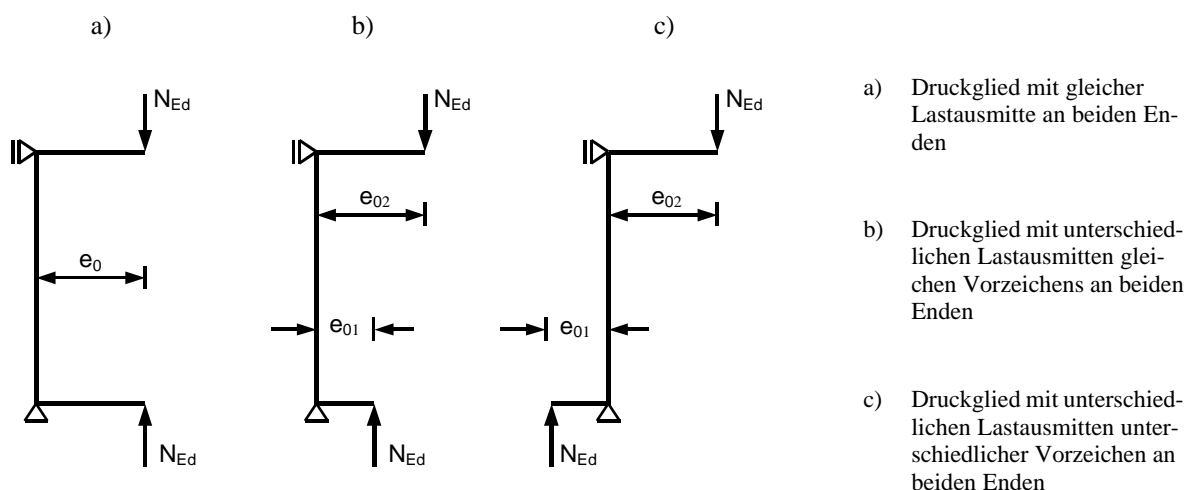 a)
b)
c)
N_Ed
N_Ed
N_Ed
e_02
e_02
e_0
e_01
e_01
N_Ed
N_Ed
N_Ed
a) Druckglied mit gleicher
Lastausmitte an beiden En-
den
b) Druckglied mit unterschied-
lichen Lastausmitten glei-
chen Vorzeichens an beiden
Enden
c) Druckglied mit unterschied-
lichen Lastausmitten unter-
schiedlicher Vorzeichen an
beiden Enden